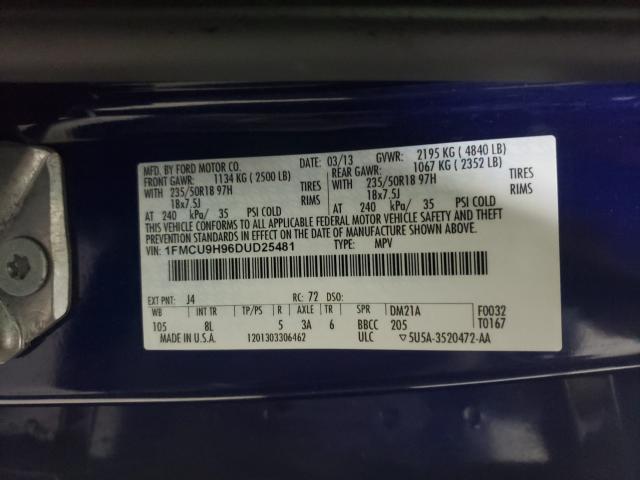 MFD. BY FORD MOTOR CO. 03/13 GVWR: 2195 KG ( 4840 LB)
FRONT GAWR: 1134 KG ( 2500 LB) REAR GAWR: 1067 KG ( 2352 LB)
WITH 235/50R18 97H TIRES WITH 235/50R18 97H TIRES
18x7.5J RIMS 18x7.5J RIMS
AT 240 kPa/ 35 PSI COLD AT 240 kPa/ 35 PSI COLD
THIS VEHICLE CONFORMS TO ALL APPLICABLE FEDERAL MOTOR VEHICLE SAFETY AND THEFT
PREVENTION STANDARDS IN EFFECT ON THE DATE OF MANUFACTURE SHOWN ABOVE.
VIN: 1FMCU9H96DUD25481 TYPE: MPV
EXT PNT: J4 RC: 72 DSO:
WB INT TR TP/PS R AXLE TR SPR DM21A F0032
105 8L 5 3A 6 BBCC 205 T0167
MADE IN U.S.A. 1201303306462 ULC ▽5U5A-3520472-AA